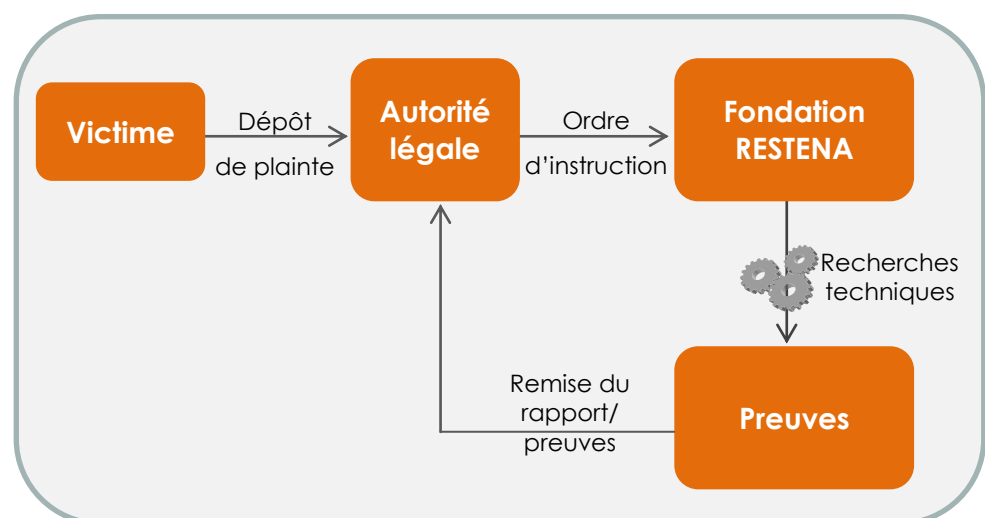 Victime
Dépôt
de plainte
Autorité
légale
Ordre
d’instruction
Fondation
RESTENA
Recherches
techniques
Preuves
Remise du
rapport/
preuves